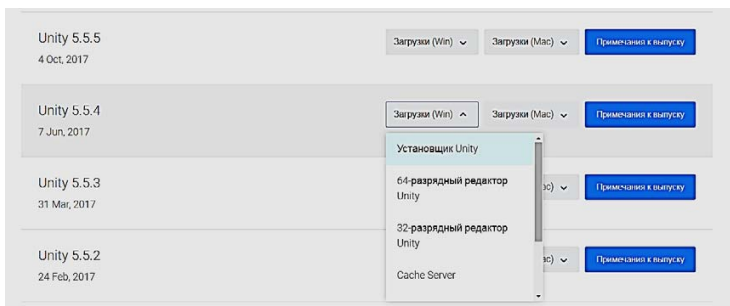 Unity 5.5.5
Загрузки (Win)
Загрузки (Mac)
Примечания к выпуску
4 Oct, 2017
Unity 5.5.4
Загрузки (Win)
Загрузки (Mac)
Примечания к выпуску
7 Jun, 2017
Установщик Unity
64-разрядный редактор
Unity
32-разрядный редактор
Unity
Cache Server
Unity 5.5.3
ac)
Примечания к выпуску
31 Mar, 2017
Unity 5.5.2
ac)
Примечания к выпуску
24 Feb, 2017